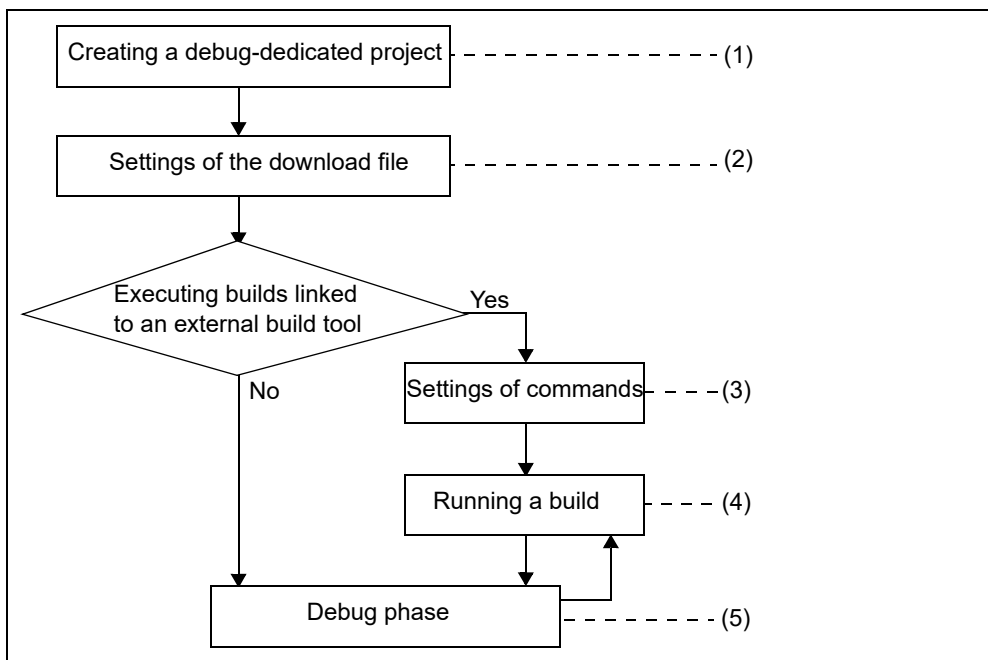 Creating a debug-dedicated project
(1)
Settings of the download file
(2)
Executing builds linked
to an external build tool
Yes
No
Settings of commands
(3)
Running a build
(4)
Debug phase
(5)